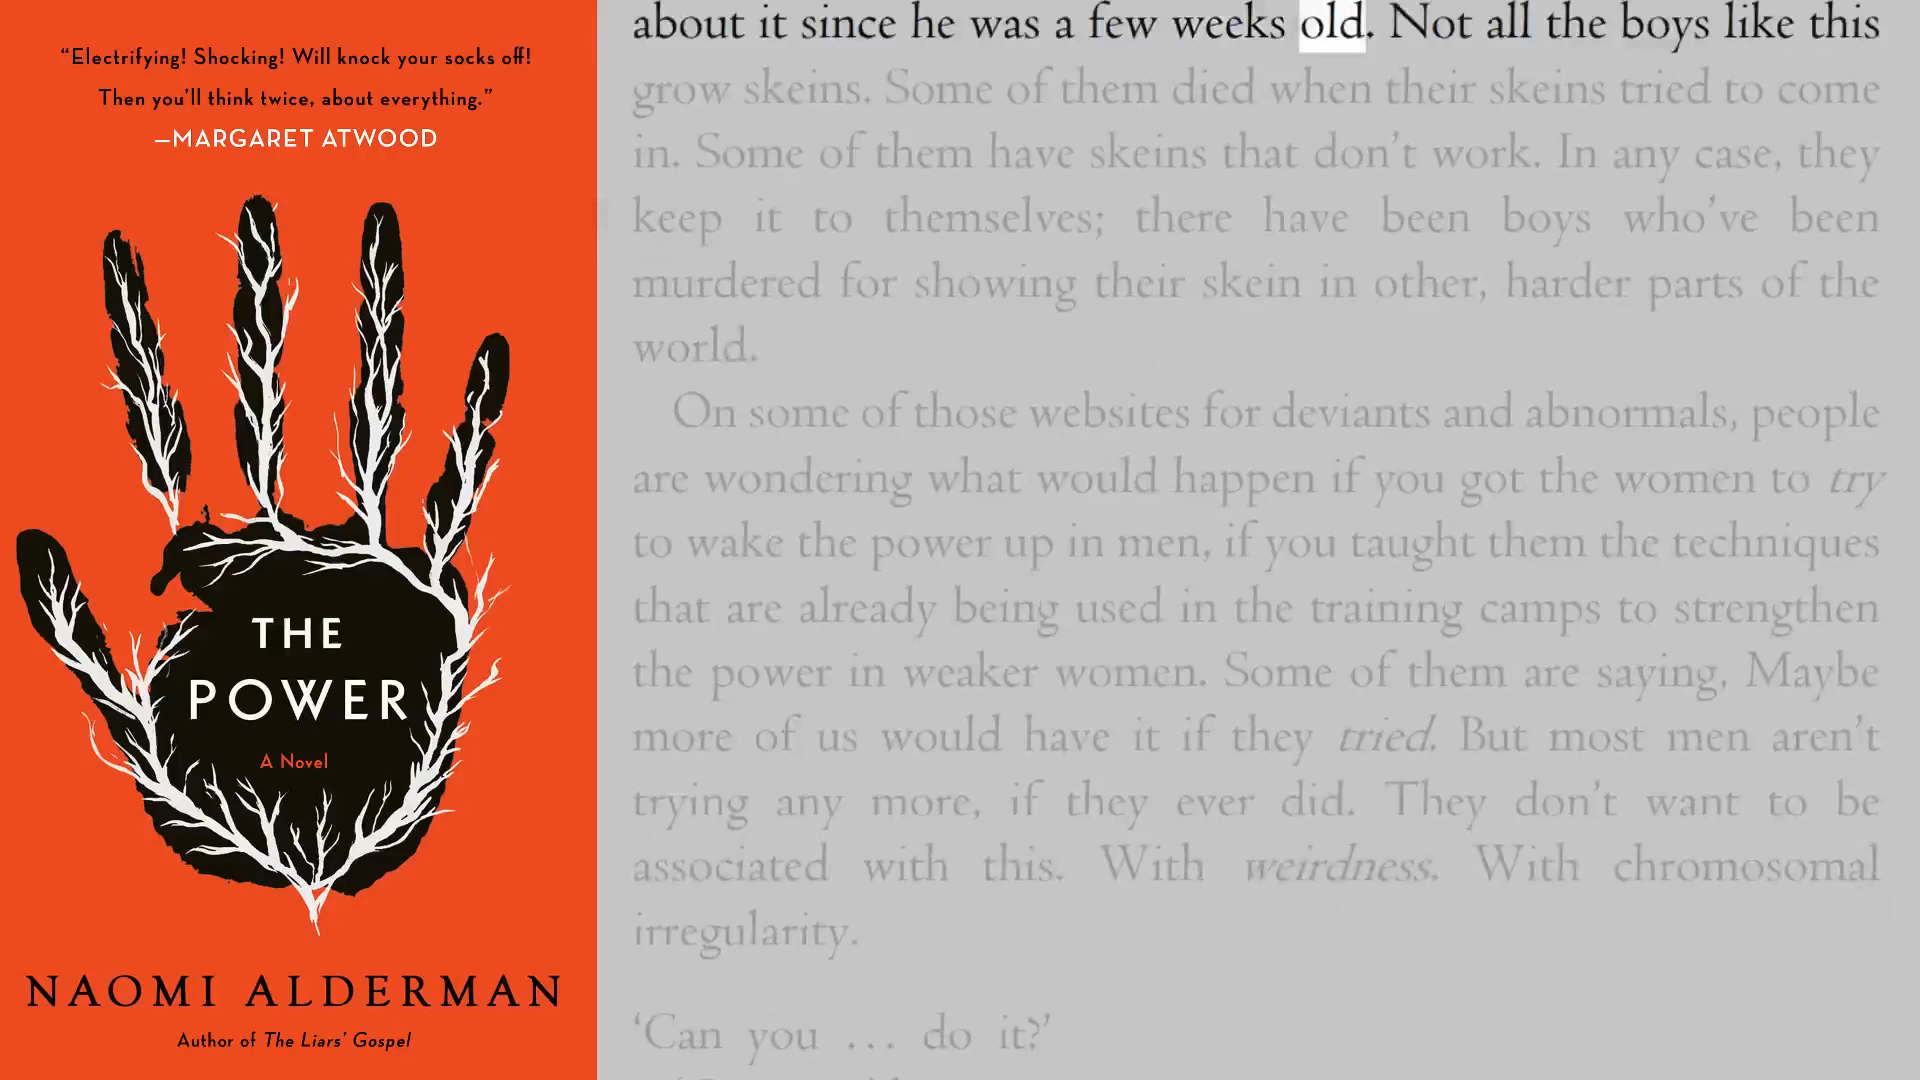 “Electrifying! Shocking! Will knock your socks off!
Then you’ll think twice, about everything.”
—MARGARET ATWOOD
THE
POWER
A Novel
NAOMI ALDERMAN
Author of The Liars’ Gospel
about it since he was a few weeks old. Not all the boys like this
grow skeins. Some of them died when their skeins tried to come
in. Some of them have skeins that don’t work. In any case, they
keep it to themselves; there have been boys who’ve been
murdered for showing their skein in other, harder parts of the
world.
On some of those websites for deviants and abnormals, people
are wondering what would happen if you got the women to try
to wake the power up in men, if you taught them the techniques
that are already being used in the training camps to strengthen
the power in weaker women. Some of them are saying, Maybe
more of us would have it if they tried. But most men aren’t
trying any more, if they ever did. They don’t want to be
associated with this. With weirdness. With chromosomal
irregularity.
‘Can you … do it?’